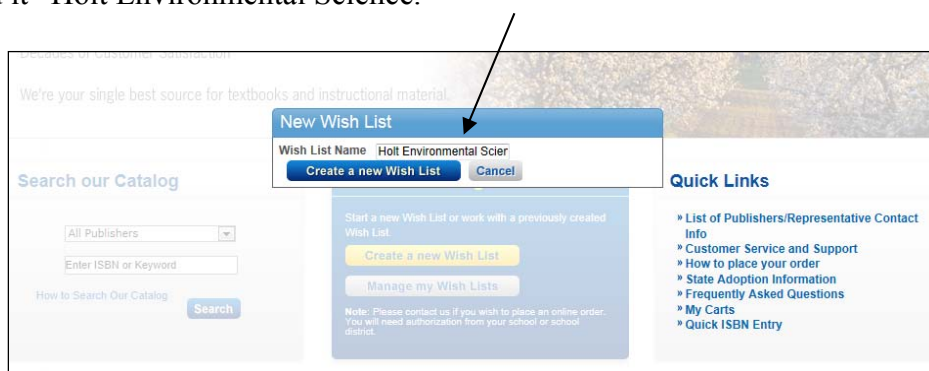 it "Holt Environmental Science."
Decades of Customer Satisfaction
We're your single best source for textbooks and instructional material.
New Wish List
Wish List Name Holt Environmental Scier
Create a new Wish List Cancel
Search our Catalog
All Publishers
Enter ISBN or Keyword
How to Search Our Catalog
Search
Start a new Wish List or work with a previously created
Wish List.
Create a new Wish List
Manage my Wish Lists
Note: Please contact us if you wish to place an online order.
You will need authorization from your school or school
district.
Quick Links
» List of Publishers/Representative Contact
Info
» Customer Service and Support
» How to place your order
» State Adoption Information
» Frequently Asked Questions
» My Carts
» Quick ISBN Entry